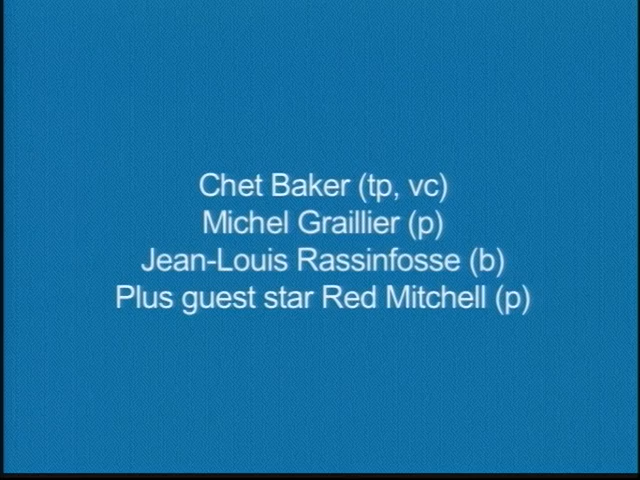 Chet Baker (tp, vc)
Michel Graillier (p)
Jean-Louis Rassinfosse (b)
Plus guest star Red Mitchell (p)